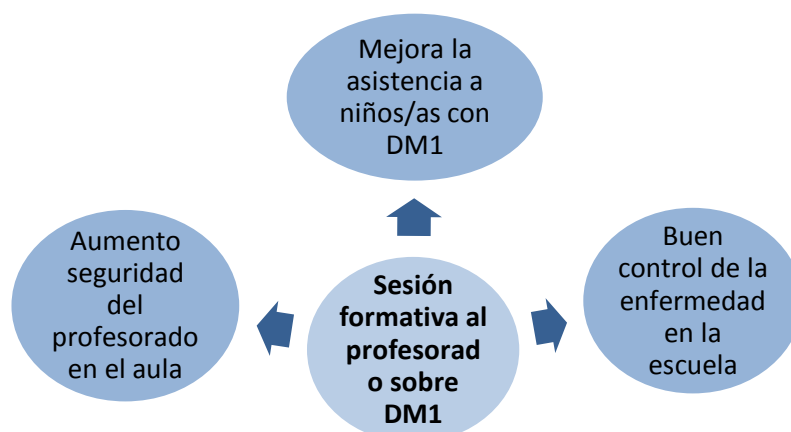 Mejora la
asistencia a
niños/as con
DM1
Aumento
seguridad
del
profesorado
en el aula
Sesión
formativa al
profesorad
o sobre
DM1
Buen
control de la
enfermedad
en la
escuela